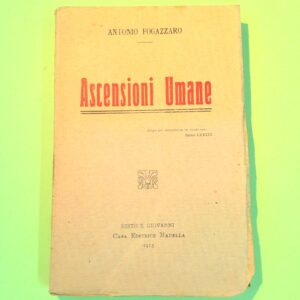 ANTONIO FOGAZZARO
Ascensioni Umane
SESTO S. GIOVANNI
CASA EDITRICE MADELLA